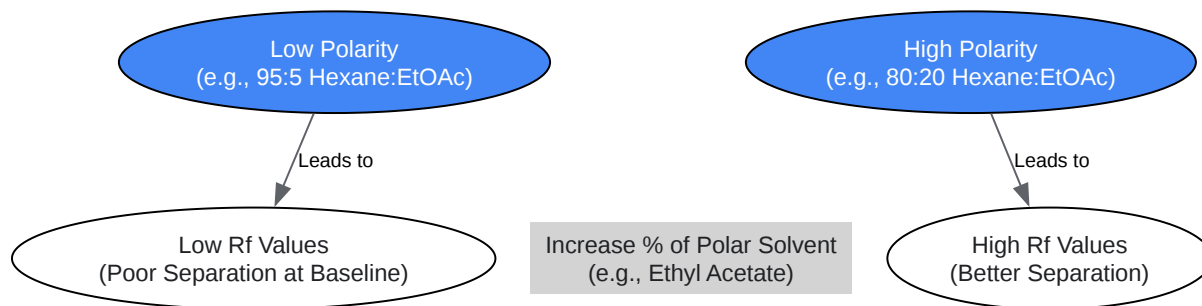 Low Polarity
(e.g., 95:5 Hexane:EtOAc)
High Polarity
(e.g., 80:20 Hexane:EtOAc)
Leads to
Leads to
Low Rf Values
(Poor Separation at Baseline)
Increase % of Polar Solvent
(e.g., Ethyl Acetate)
High Rf Values
(Better Separation)